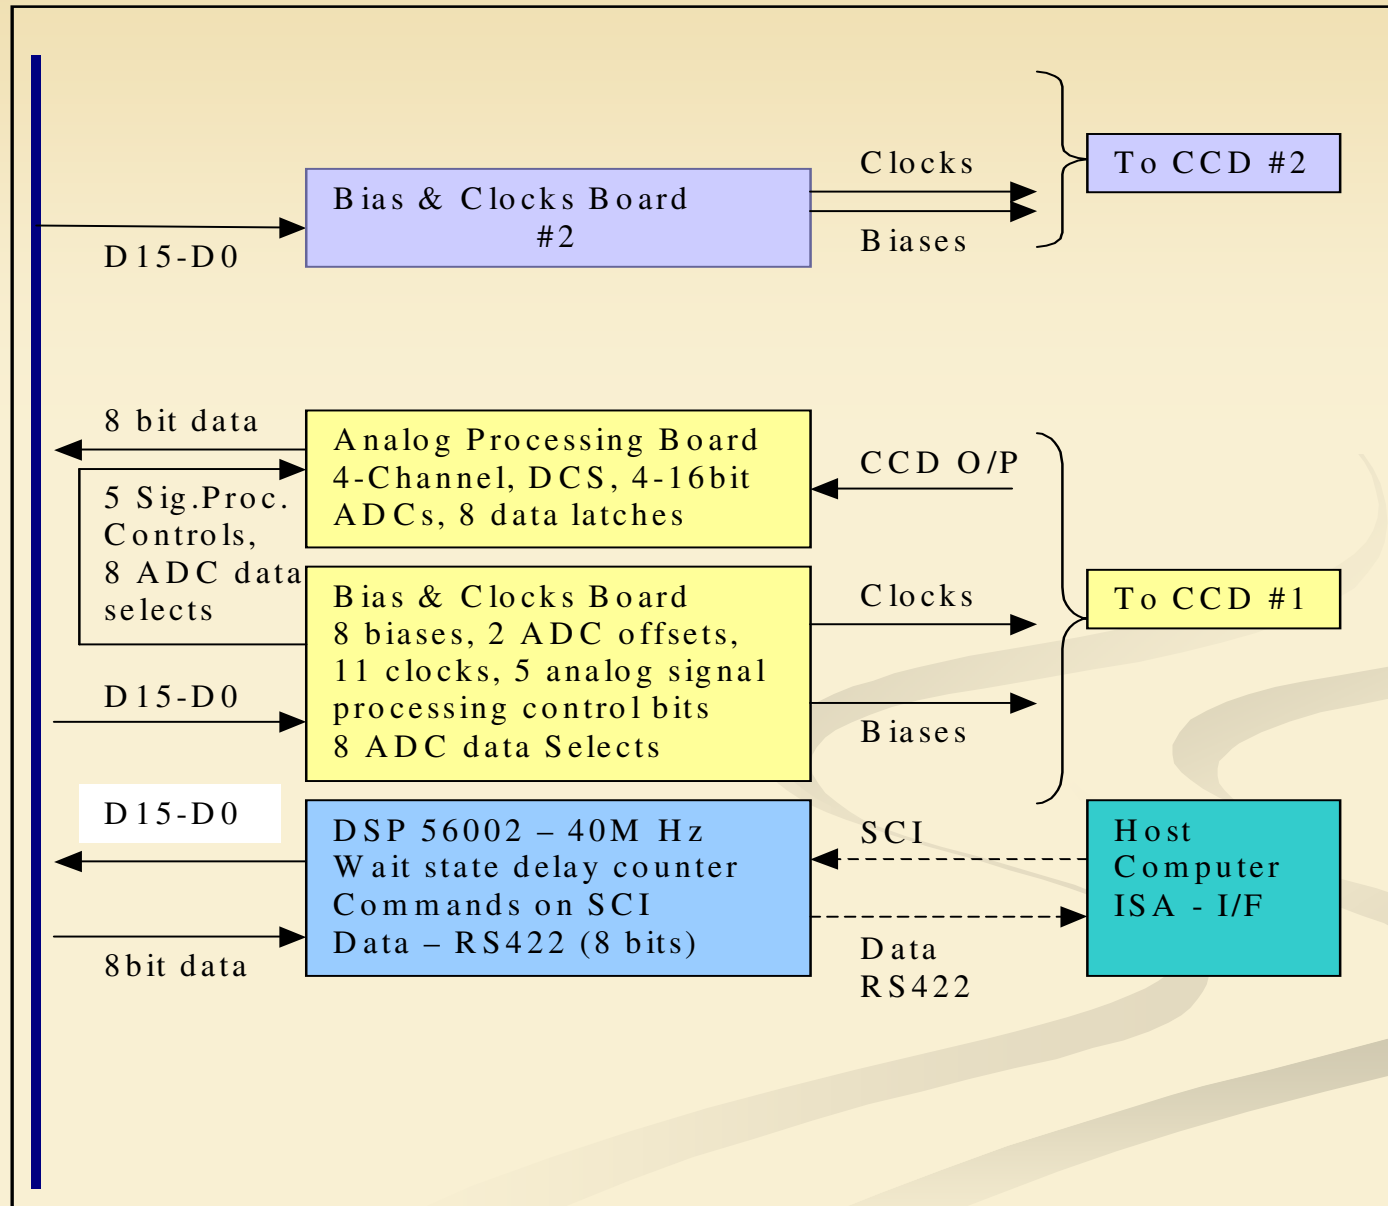 Clocks
To CCD #2
Bias & Clocks Board
#2
Biases
D15-D0
8 bit data
Analog Processing Board
4-Channel, DCS, 4-16bit
ADCs, 8 data latches
CCD O/P
5 Sig.Proc.
Controls,
8 ADC data
selects
Bias & Clocks Board
8 biases, 2 ADC offsets,
11 clocks, 5 analog signal
processing control bits
8 ADC data Selects
Clocks
To CCD #1
D15-D0
Biases
D15-D0
DSP 56002 – 40M Hz
Wait state delay counter
Commands on SCI
Data – RS422 (8 bits)
SCI
Host
Computer
ISA - I/F
8bit data
Data
RS422